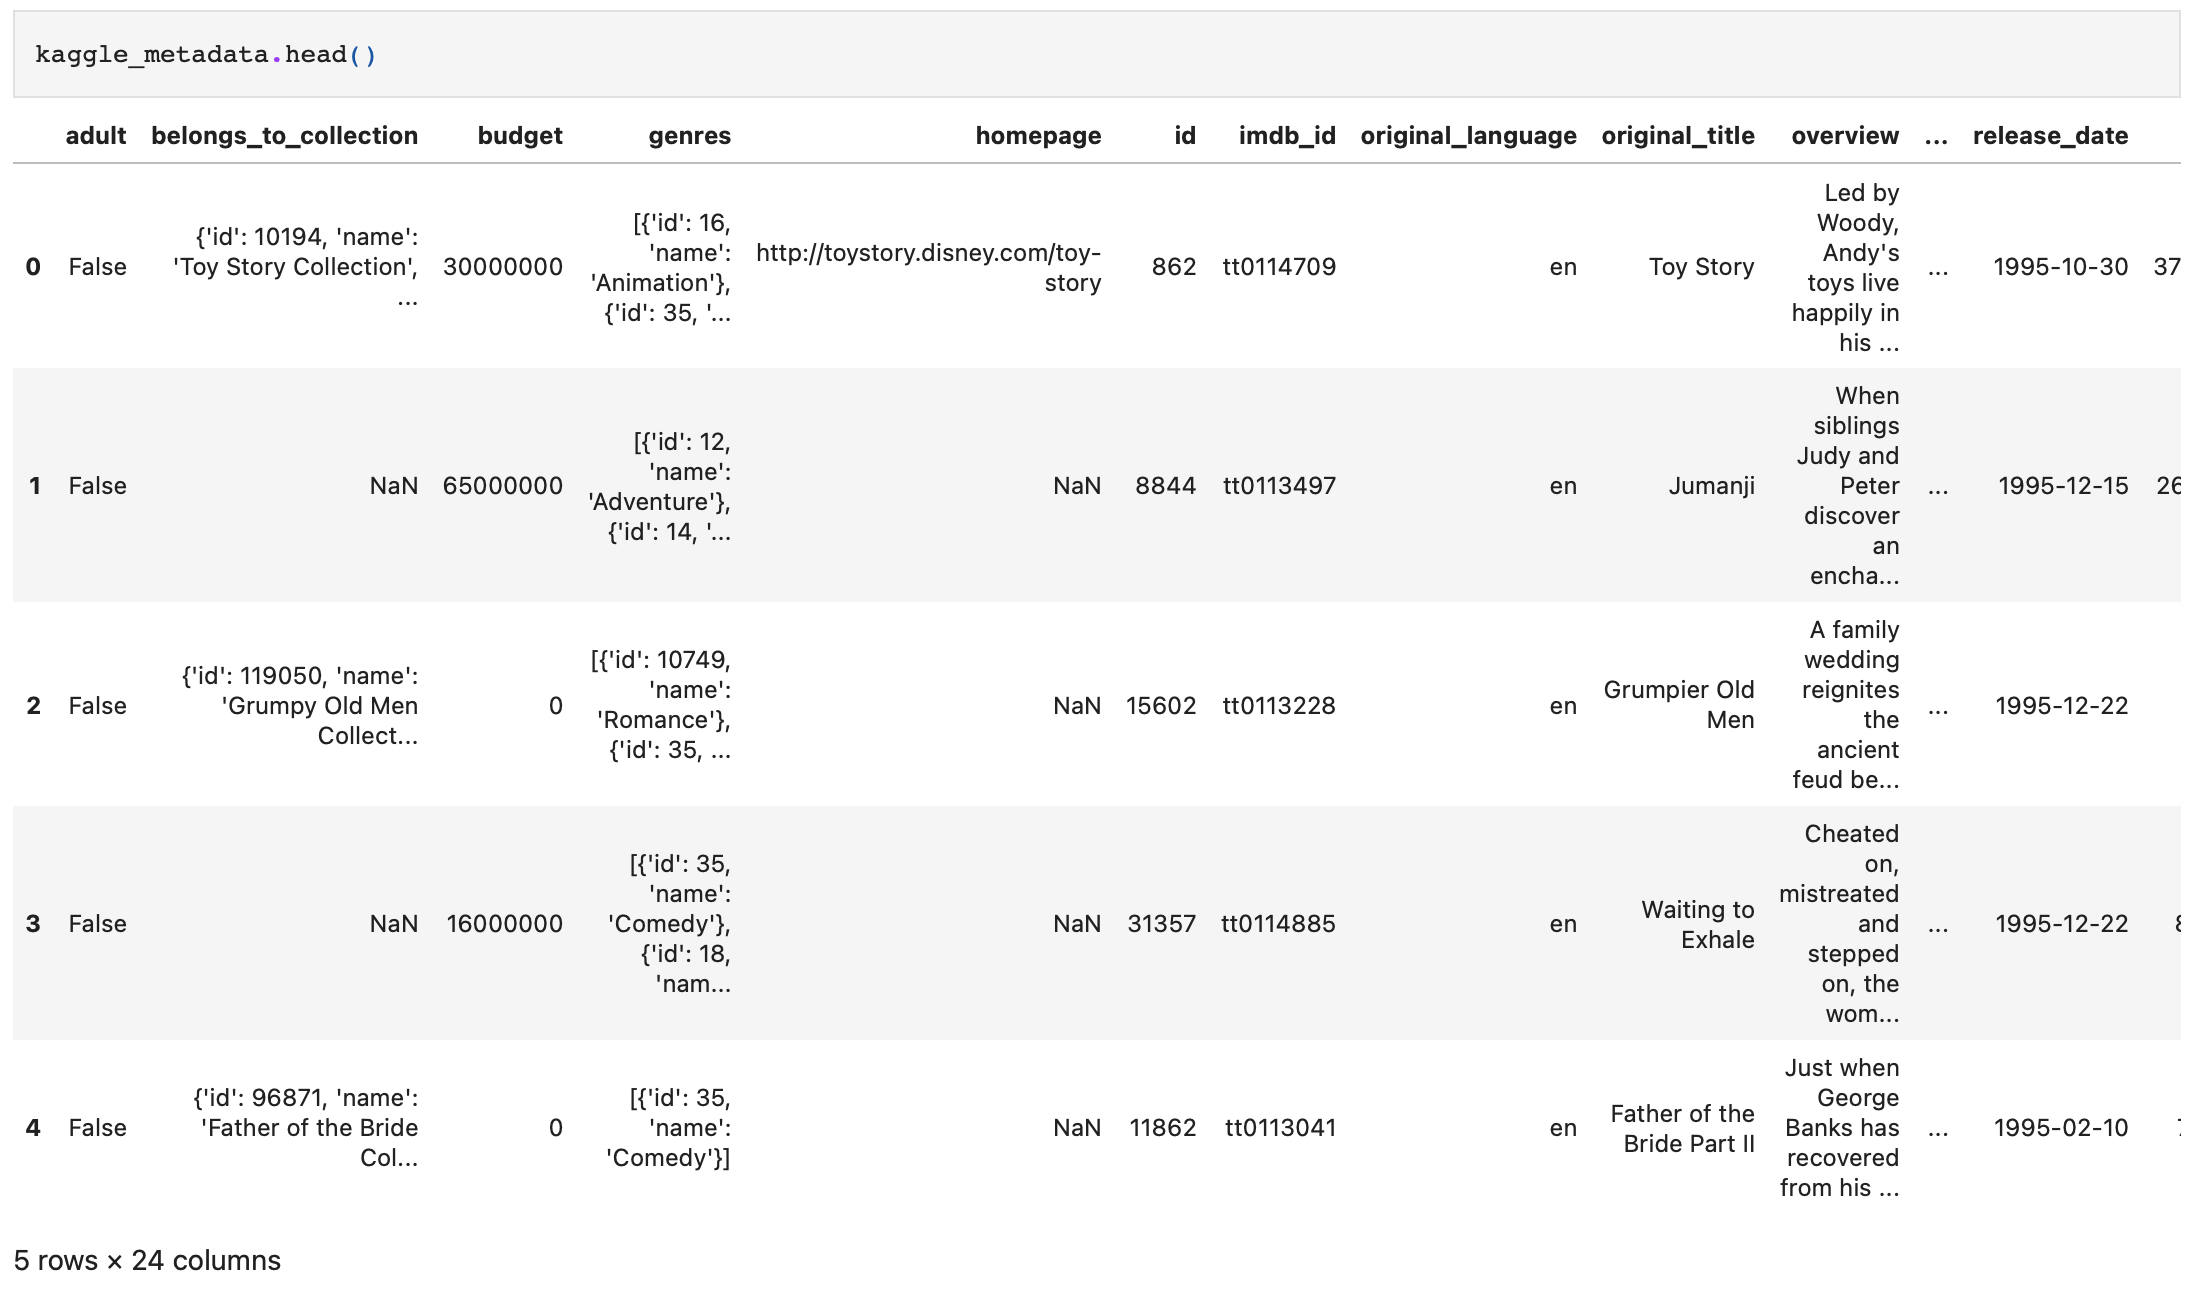 kaggle_metadata.head()
adult belongs_to_collection budget genres homepage id imdb_id original_language original_title overview ... release_date
0 False {'id': 10194, 'name': 'Toy Story Collection', ... 30000000 [{'id': 16, 'name': 'Animation'}, {'id': 35, '... http://toystory.disney.com/toy-story 862 tt0114709 en Toy Story Led by Woody, Andy's toys live happily in his ... ... 1995-10-30 37
1 False NaN 65000000 [{'id': 12, 'name': 'Adventure'}, {'id': 14, '... NaN 8844 tt0113497 en Jumanji When siblings Judy and Peter discover an encha... ... 1995-12-15 26
2 False {'id': 119050, 'name': 'Grumpy Old Men Collect... 0 [{'id': 10749, 'name': 'Romance'}, {'id': 35, ... NaN 15602 tt0113228 en Grumpier Old Men A family wedding reignites the ancient feud be... ... 1995-12-22
3 False NaN 16000000 [{'id': 35, 'name': 'Comedy'}, {'id': 18, 'nam... NaN 31357 tt0114885 en Waiting to Exhale Cheated on, mistreated and stepped on, the wom... ... 1995-12-22
4 False {'id': 96871, 'name': 'Father of the Bride Col... 0 [{'id': 35, 'name': 'Comedy'}] NaN 11862 tt0113041 en Father of the Bride Part II Just when George Banks has recovered from his ... ... 1995-02-10
5 rows × 24 columns